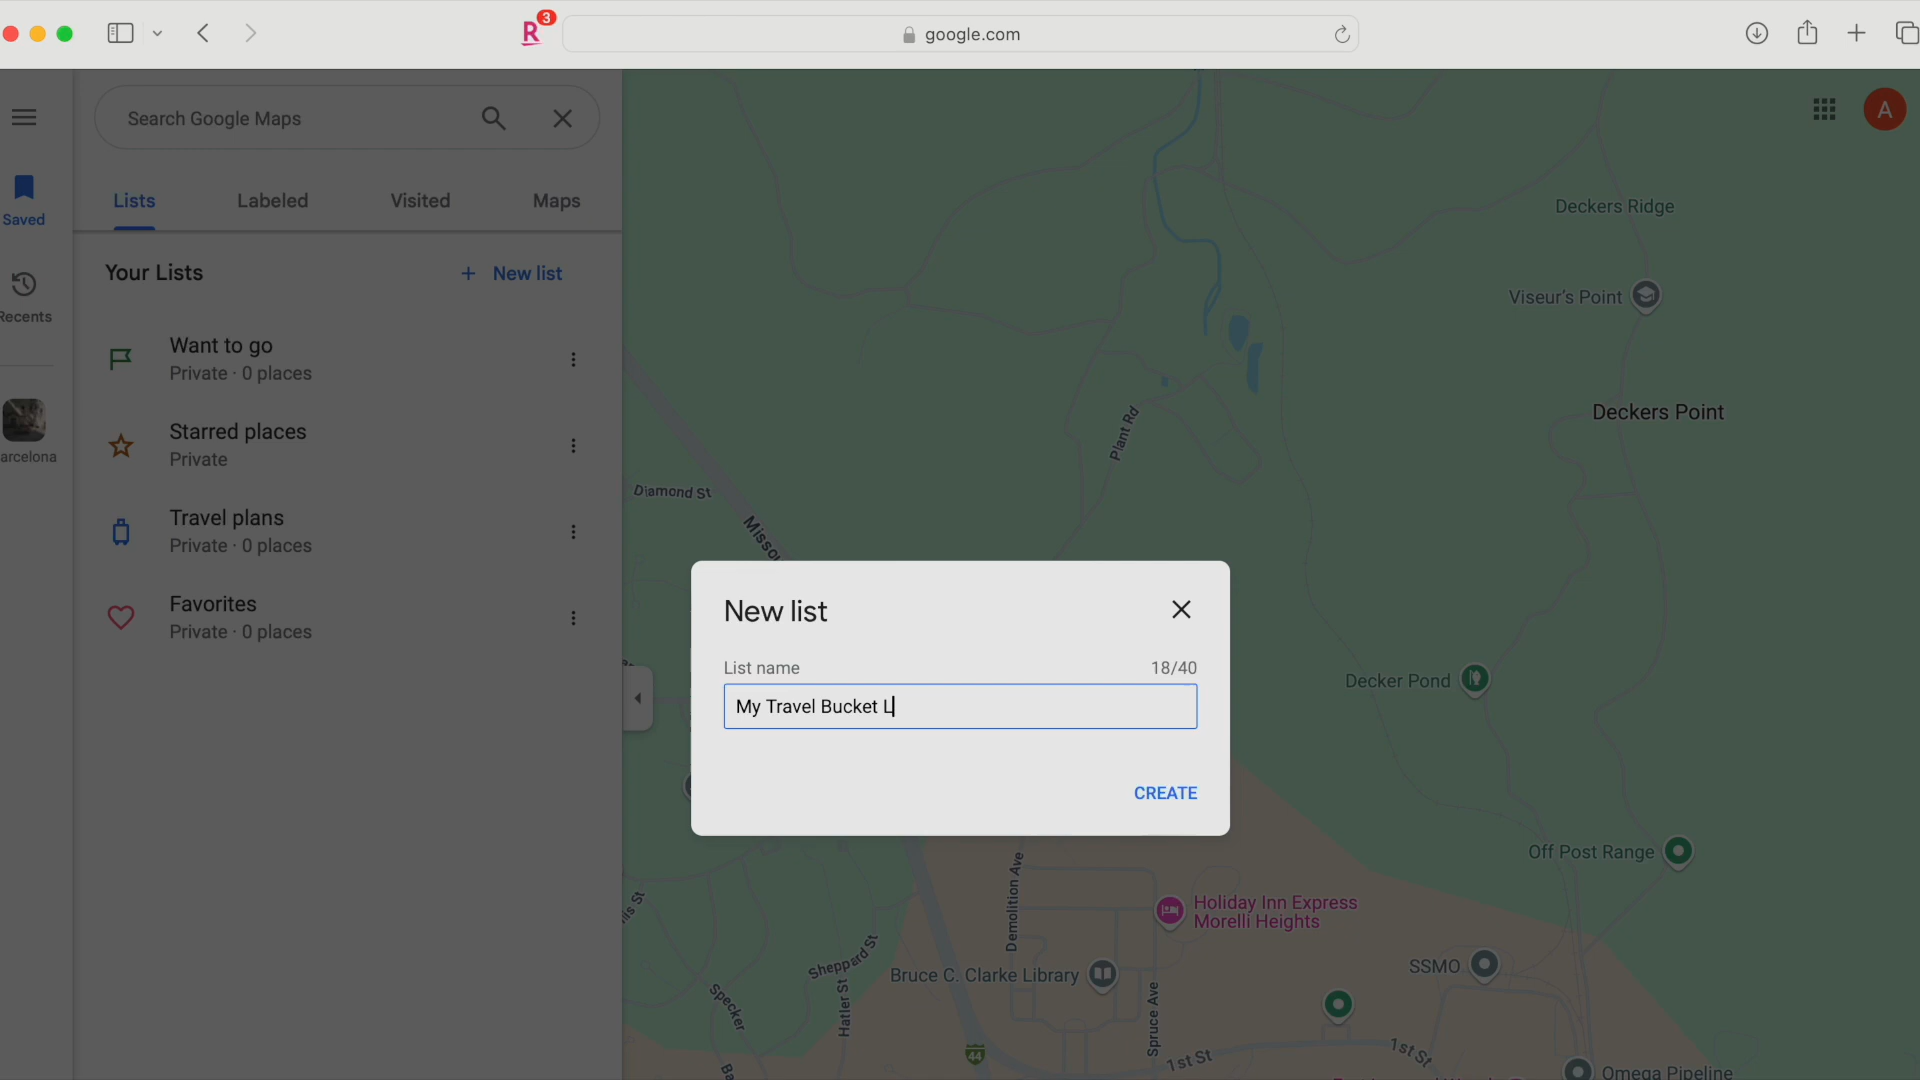 R 3
google.com
Search Google Maps
A
Saved
Recents
arcelona
Lists Labeled Visited Maps
Your Lists
+ New list
Want to go
Private · 0 places
Starred places
Private
Travel plans
Private · 0 places
Favorites
Private · 0 places
New list
List name
18/40
My Travel Bucket L
CREATE
Deckers Ridge
Viseur's Point
Deckers Point
Plant Rd
Diamond St
Misso
Decker Pond
Off Post Range
Holiday Inn Express
Morelli Heights
Demolition Ave
Bruce C. Clarke Library
SSMO
Sheppard St
Specker
Hatler St
Spruce Ave
44
1st St
1st St
Omega Pipeline